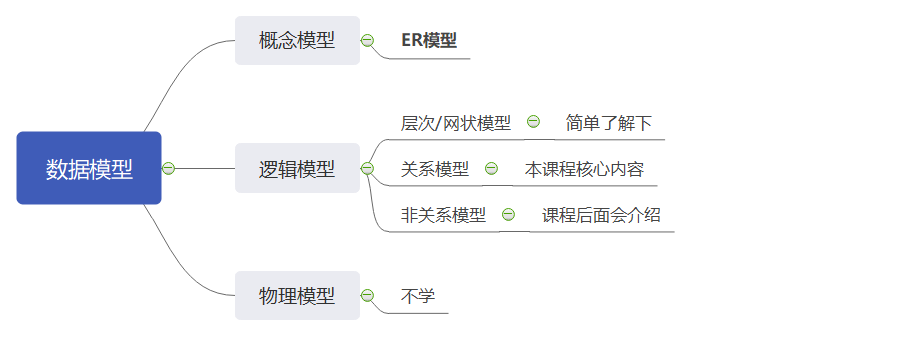 数据模型
概念模型
ER模型
逻辑模型
层次/网状模型
简单了解下
关系模型
本课程核心内容
非关系模型
课程后面会介绍
物理模型
不学